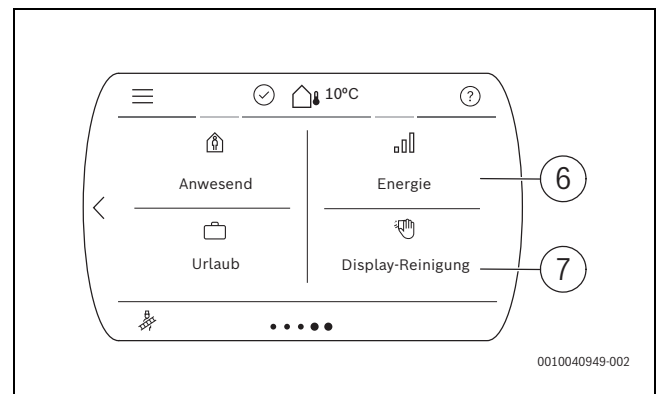 10°C
?
Anwesend
Energie
6
Urlaub
Display-Reinigung
7
0010040949-002